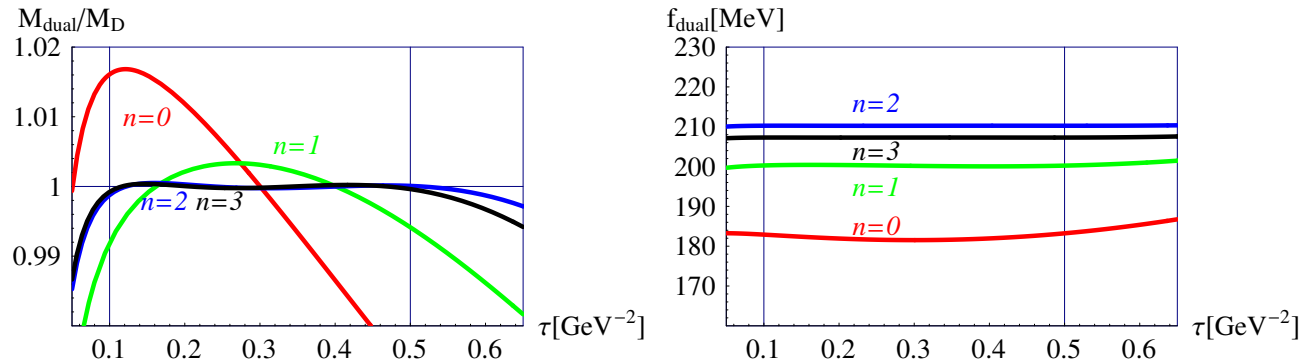 M_dual/M_D
1.02
1.01
1
0.99
n=0
n=1
n=2 n=3
0.1 0.2 0.3 0.4 0.5 0.6
τ[GeV⁻²]
f_dual[MeV]
230
220
210
200
190
180
170
n=2
n=3
n=1
n=0
0.1 0.2 0.3 0.4 0.5 0.6
τ[GeV⁻²]